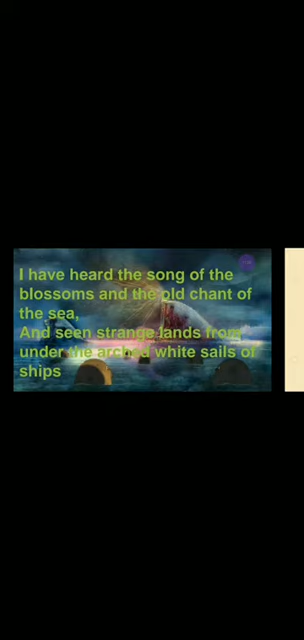 I have heard the song of the
blossoms and the old chant of
the sea,
And seen strange lands from
under the arched white sails of
ships